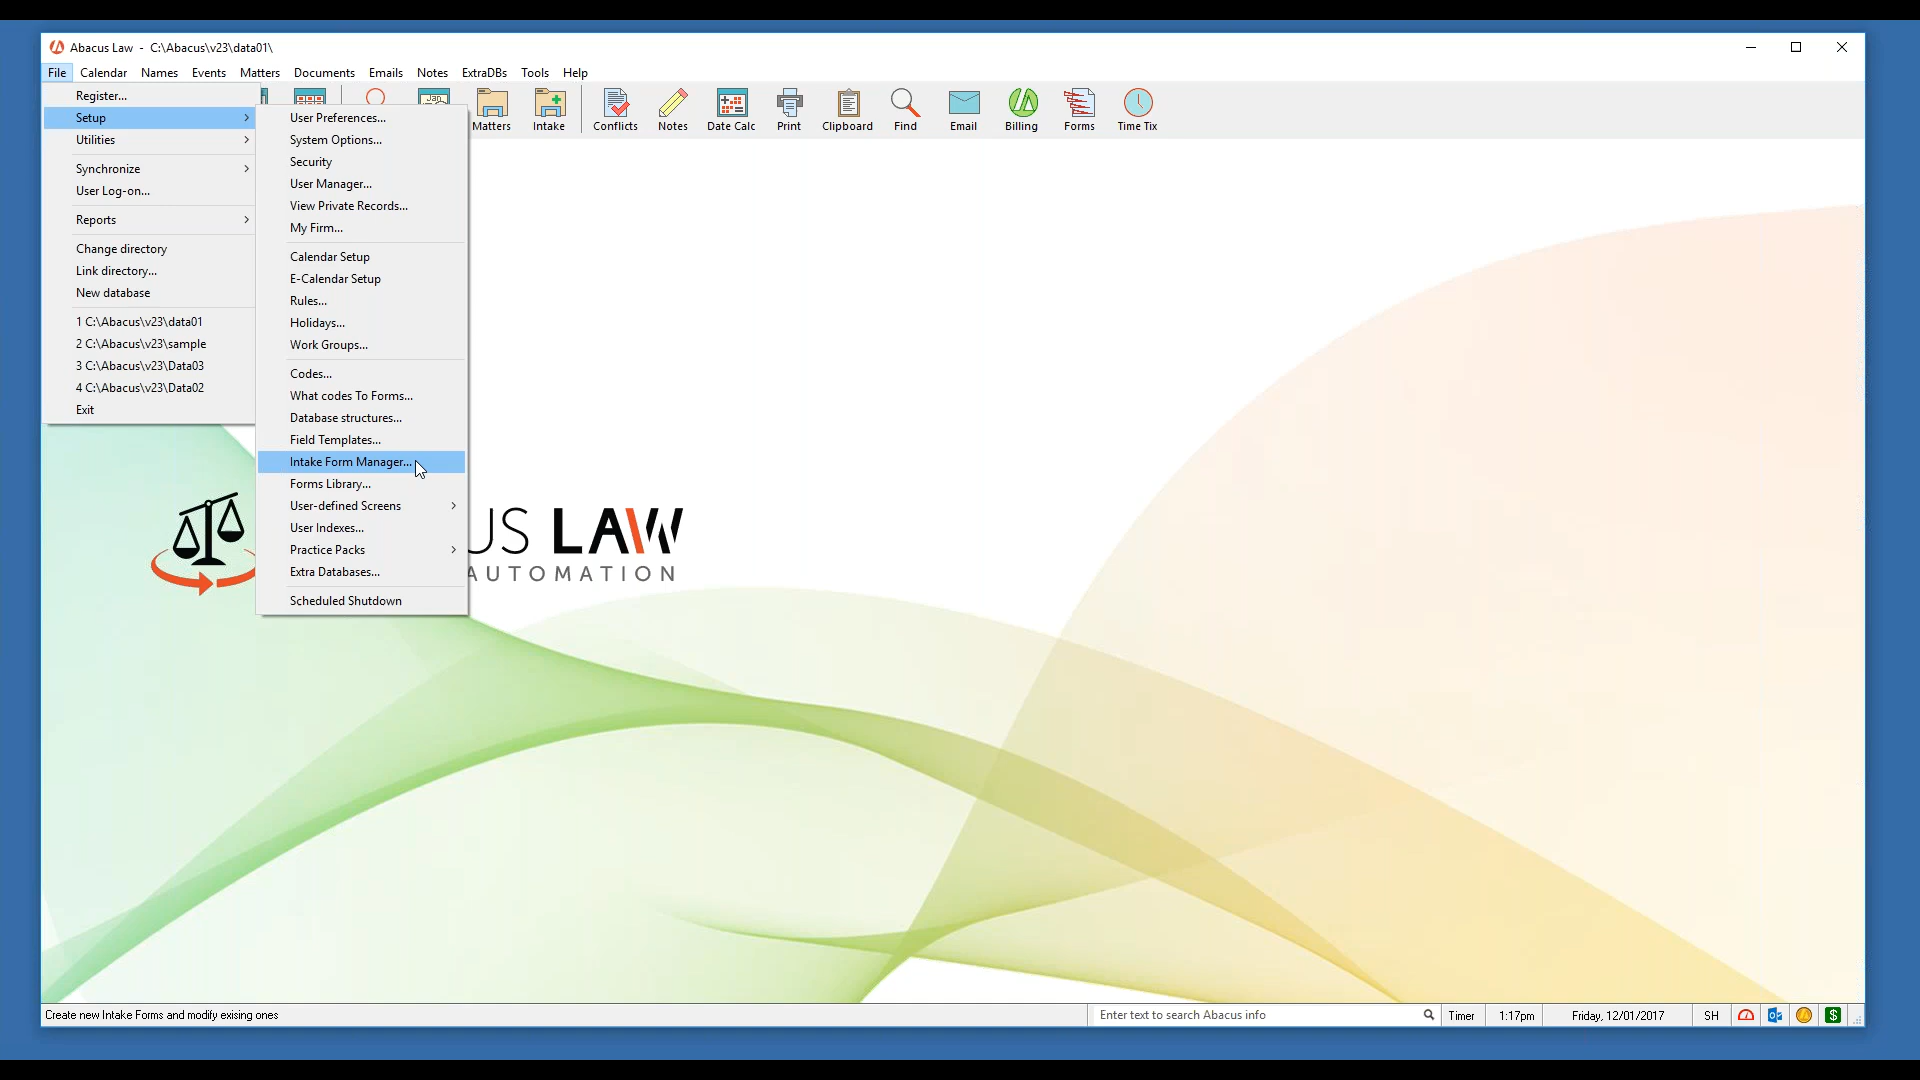 Abacus Law - C:\Abacus\v23\data01\
File Calendar Names Events Matters Documents Emails Notes ExtraDBs Tools Help
Matters Intake Conflicts Notes Date Calc Print Clipboard Find Email Billing Forms Time Tix
Jan
Register...
Setup
Utilities
Synchronize
User Log-on...
Reports
Change directory
Link directory...
New database
1 C:\Abacus\v23\data01
2 C:\Abacus\v23\sample
3 C:\Abacus\v23\Data03
4 C:\Abacus\v23\Data02
Exit
User Preferences...
System Options...
Security
User Manager...
View Private Records...
My Firm...
Calendar Setup
E-Calendar Setup
Rules...
Holidays...
Work Groups...
Codes...
What codes To Forms...
Database structures...
Field Templates...
Intake Form Manager...
Forms Library...
User-defined Screens
User Indexes...
Practice Packs
Extra Databases...
Scheduled Shutdown
US LAW
AUTOMATION
Create new Intake Forms and modify exising ones
Enter text to search Abacus info
Timer 1:17pm Friday, 12/01/2017 SH